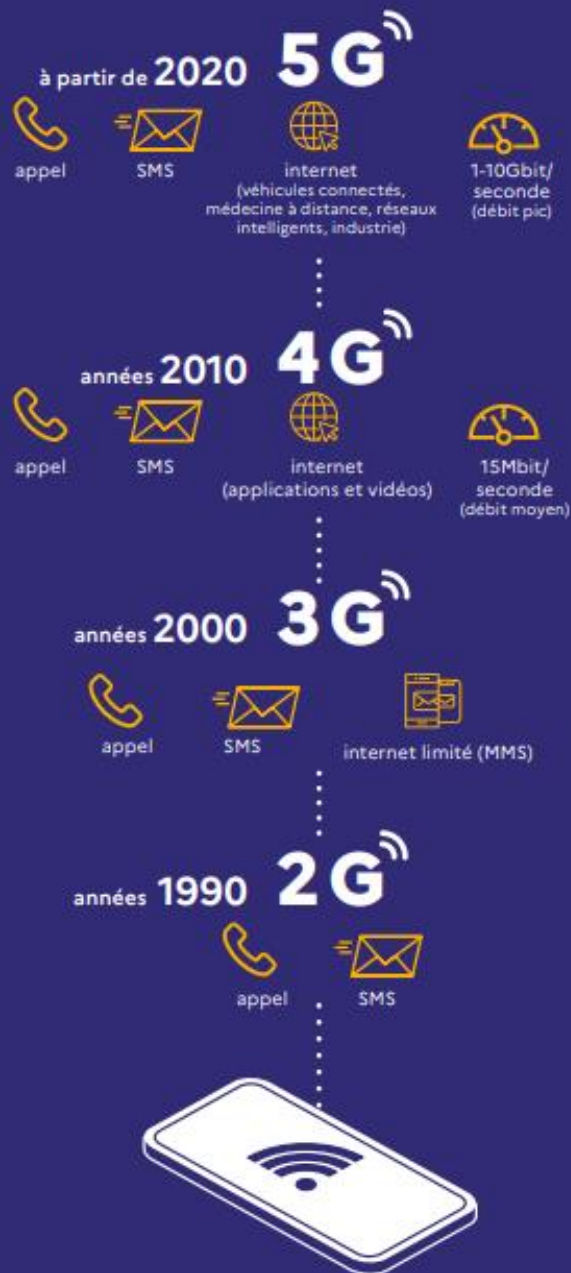 à partir de 2020 5G
appel
SMS
internet
(véhicules connectés,
médecine à distance, réseaux
intelligents, industrie)
1-10Gbit/
seconde
(débit pic)
années 2010 4G
appel
SMS
internet
(applications et vidéos)
15Mbit/
seconde
(débit moyen)
années 2000 3G
appel
SMS
internet limité (MMS)
années 1990 2G
appel
SMS